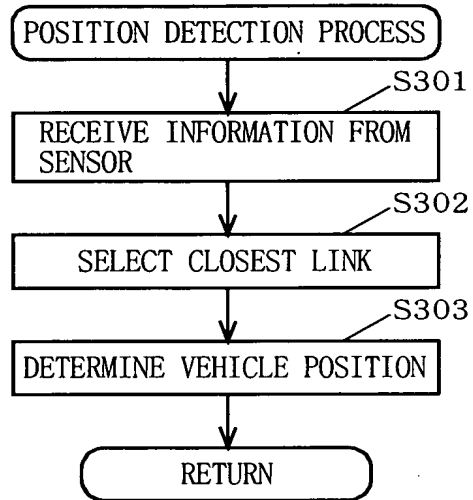 POSITION DETECTION PROCESS
S301
RECEIVE INFORMATION FROM
SENSOR
S302
SELECT CLOSEST LINK
S303
DETERMINE VEHICLE POSITION
RETURN